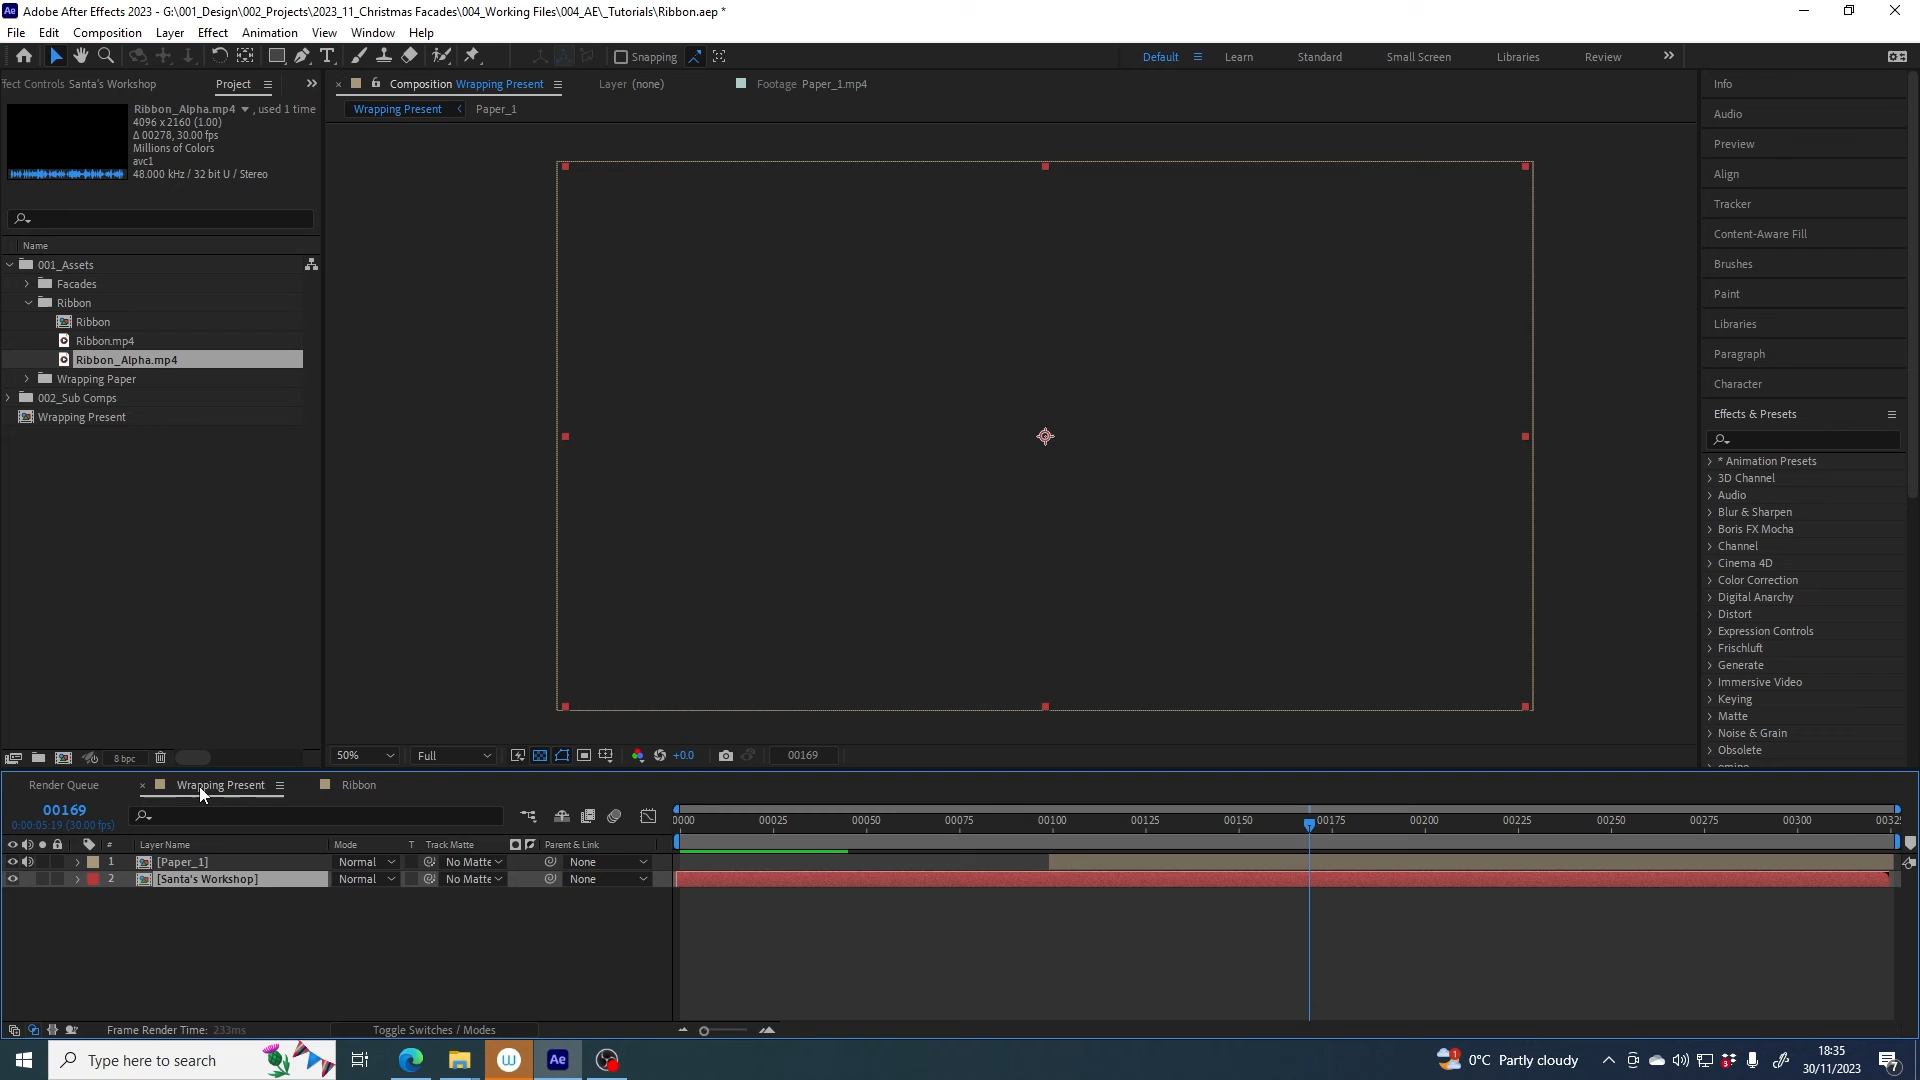 Adobe After Effects 2023 - G:\001_Design\002_Projects\2023_11_Christmas Facades\004_Working Files\004_AE\_Tutorials\Ribbon.aep *
File Edit Composition Layer Effect Animation View Window Help
Snapping
Default Learn Standard Small Screen Libraries Review
fect Controls Santa's Workshop Project
Composition Wrapping Present Layer (none) Footage Paper_1.mp4
Wrapping Present Paper_1
Ribbon_Alpha.mp4 , used 1 time
4096 x 2160 (1.00)
Δ 00278, 30.00 fps
Millions of Colors
avc1
48.000 kHz / 32 bit U / Stereo
Name
001_Assets
Facades
Ribbon
Ribbon
Ribbon.mp4
Ribbon_Alpha.mp4
Wrapping Paper
002_Sub Comps
Wrapping Present
8 bpc
50% Full +0.0 00169
Info
Audio
Preview
Align
Tracker
Content-Aware Fill
Brushes
Paint
Libraries
Paragraph
Character
Effects & Presets
* Animation Presets
3D Channel
Audio
Blur & Sharpen
Boris FX Mocha
Channel
Cinema 4D
Color Correction
Digital Anarchy
Distort
Expression Controls
Frischluft
Generate
Immersive Video
Keying
Matte
Noise & Grain
Obsolete
Render Queue Wrapping Present Ribbon
00169
0:00:05:19 (30.00 fps)
0000 00025 00050 00075 00100 00125 00150 00175 00200 00225 00250 00275 00300 0032
# Layer Name Mode T Track Matte Parent & Link
1 [Paper_1] Normal No Matte None
2 [Santa's Workshop] Normal No Matte None
Frame Render Time: 233ms Toggle Switches / Modes
Type here to search
0°C Partly cloudy
18:35
30/11/2023